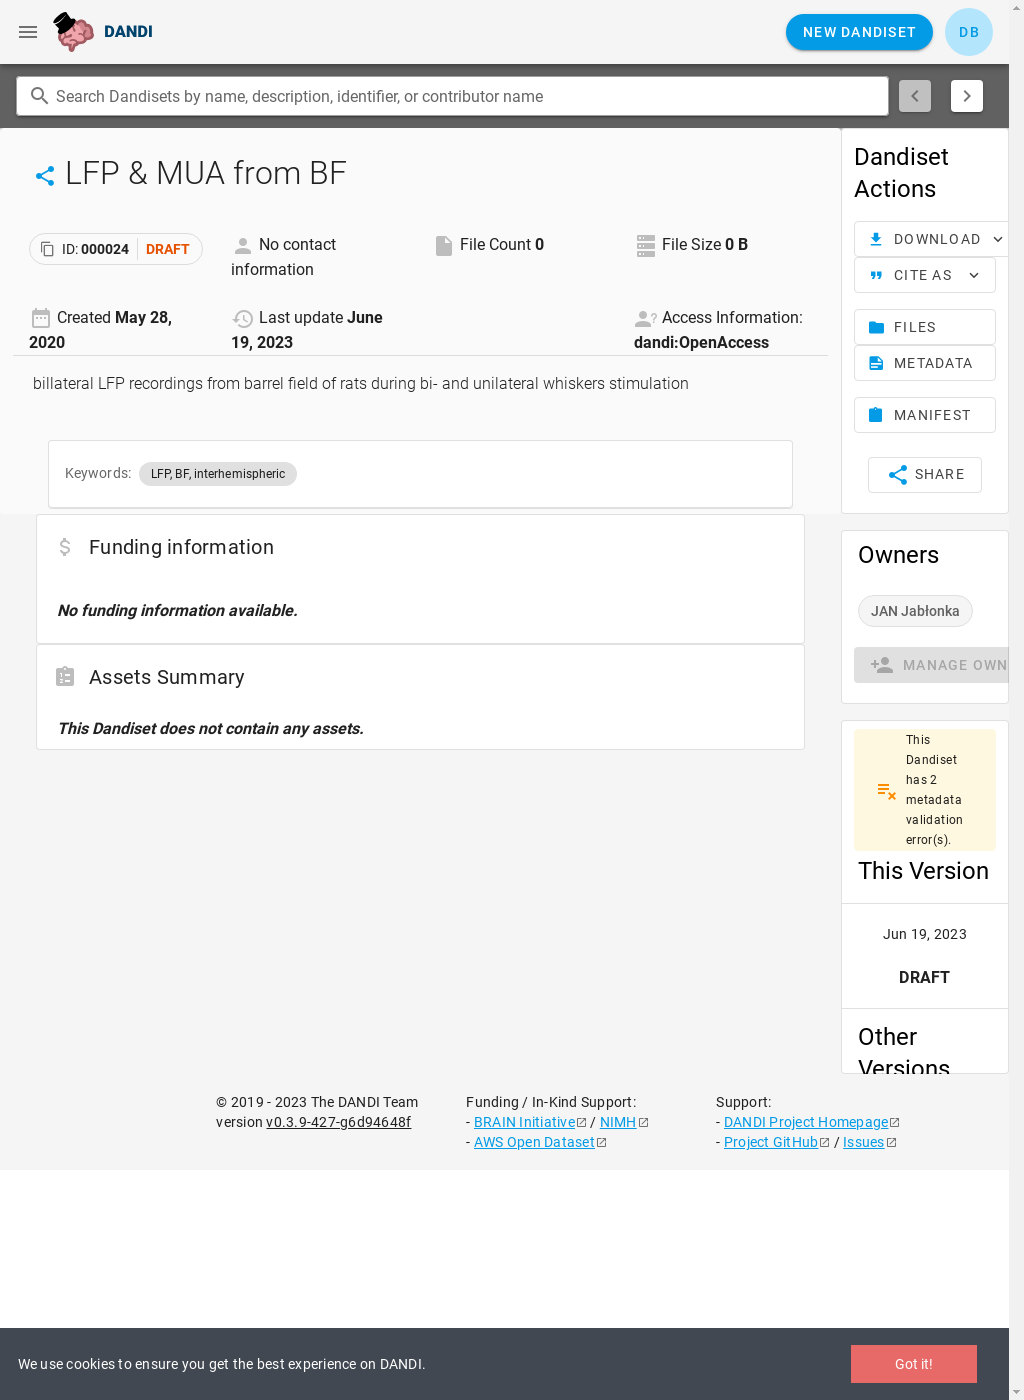 DANDI
NEW DANDISET
DB
Search Dandisets by name, description, identifier, or contributor name
LFP & MUA from BF
ID: 000024 DRAFT
No contact
information
File Count 0
File Size 0 B
Created May 28,
2020
Last update June
19, 2023
Access Information:
dandi:OpenAccess
billateral LFP recordings from barrel field of rats during bi- and unilateral whiskers stimulation
Keywords: LFP, BF, interhemispheric
Funding information
No funding information available.
Assets Summary
This Dandiset does not contain any assets.
Dandiset
Actions
DOWNLOAD
CITE AS
FILES
METADATA
MANIFEST
SHARE
Owners
JAN Jabłonka
MANAGE OWN
This
Dandiset
has 2
metadata
validation
error(s).
This Version
Jun 19, 2023
DRAFT
Other
Versions
© 2019 - 2023 The DANDI Team
version v0.3.9-427-g6d94648f
Funding / In-Kind Support:
- BRAIN Initiative / NIMH
- AWS Open Dataset
Support:
- DANDI Project Homepage
- Project GitHub / Issues
We use cookies to ensure you get the best experience on DANDI.
Got it!